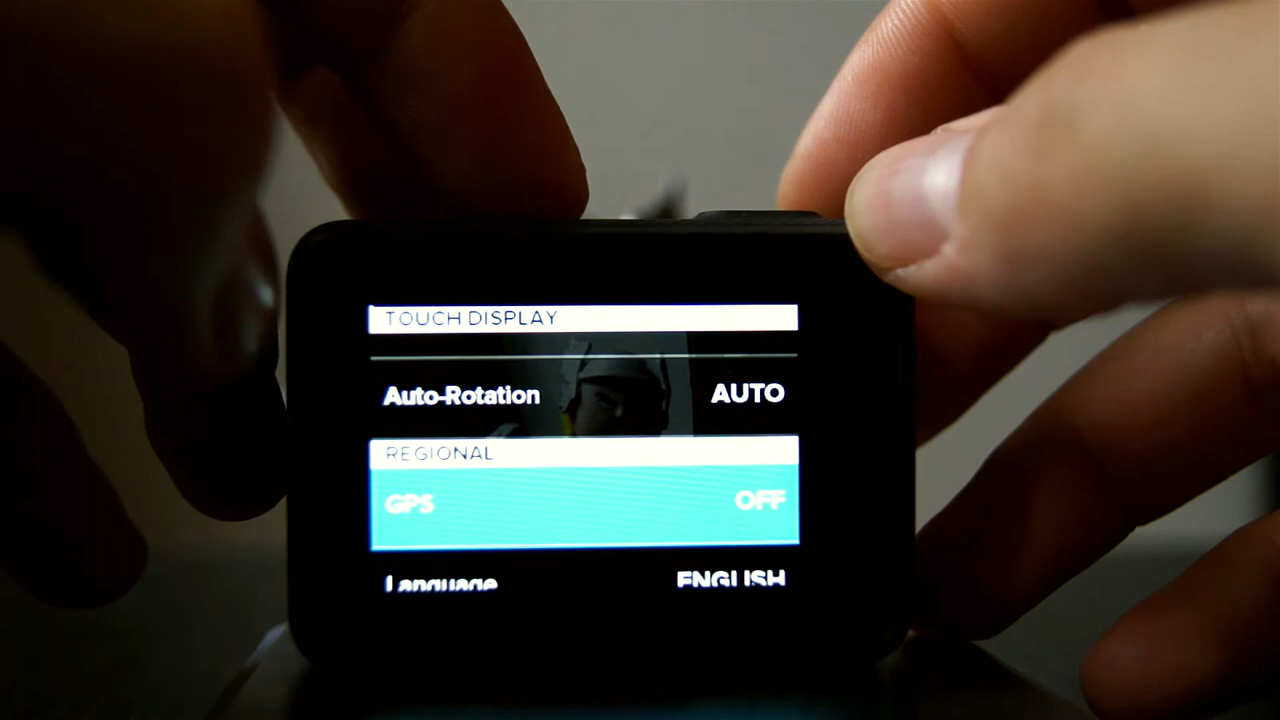 TOUCH DISPLAY
Auto-Rotation AUTO
REGIONAL
GPS OFF
Language ENGLISH